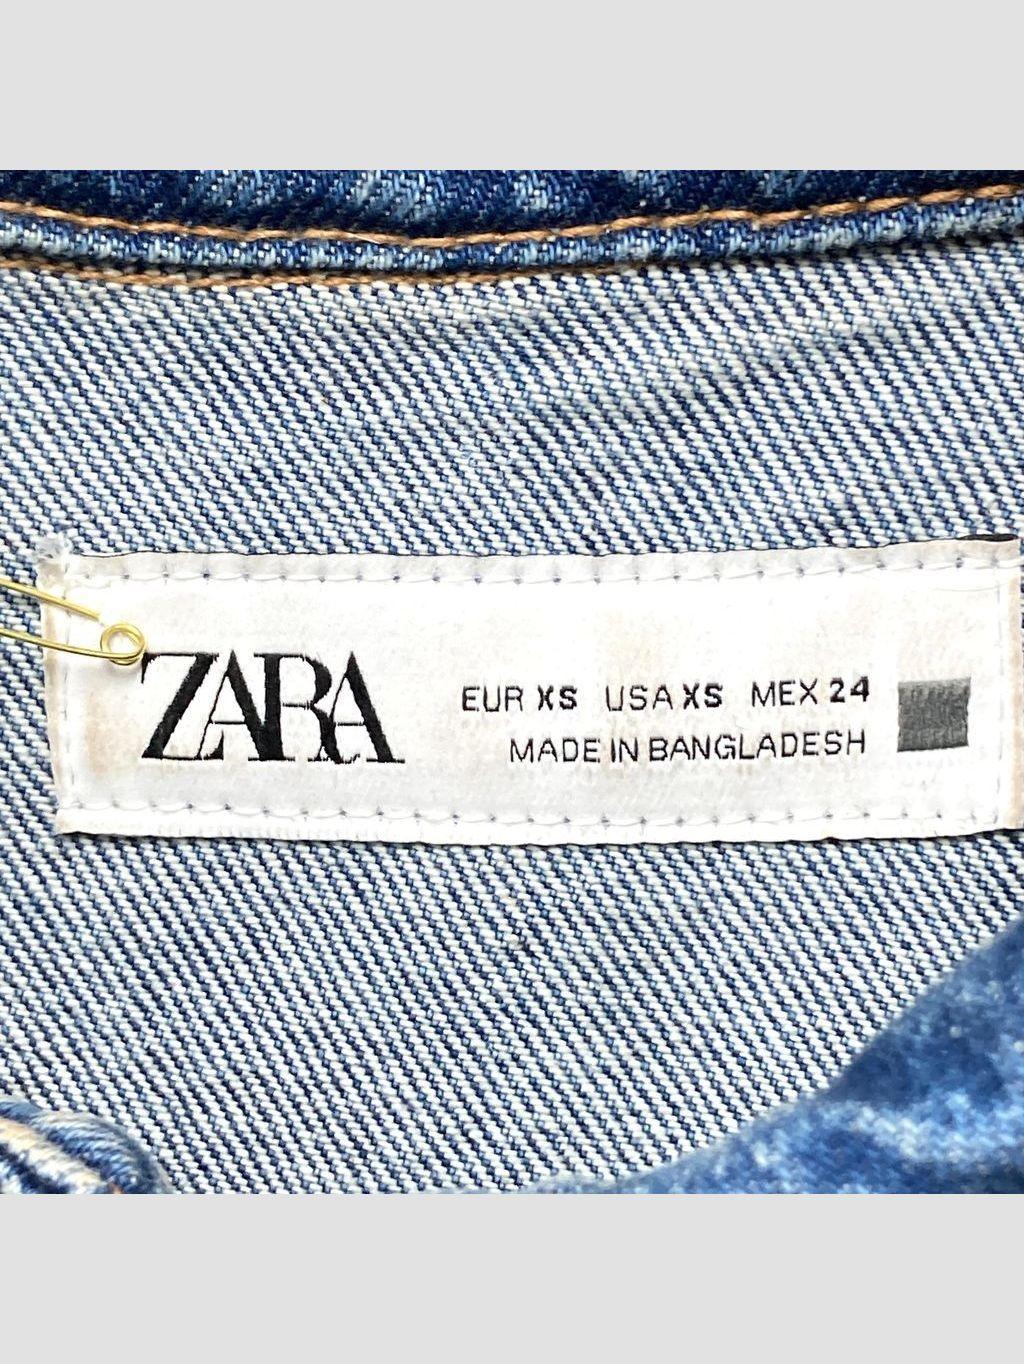 ZARA
EUR XS USA XS MEX 24
MADE IN BANGLADESH